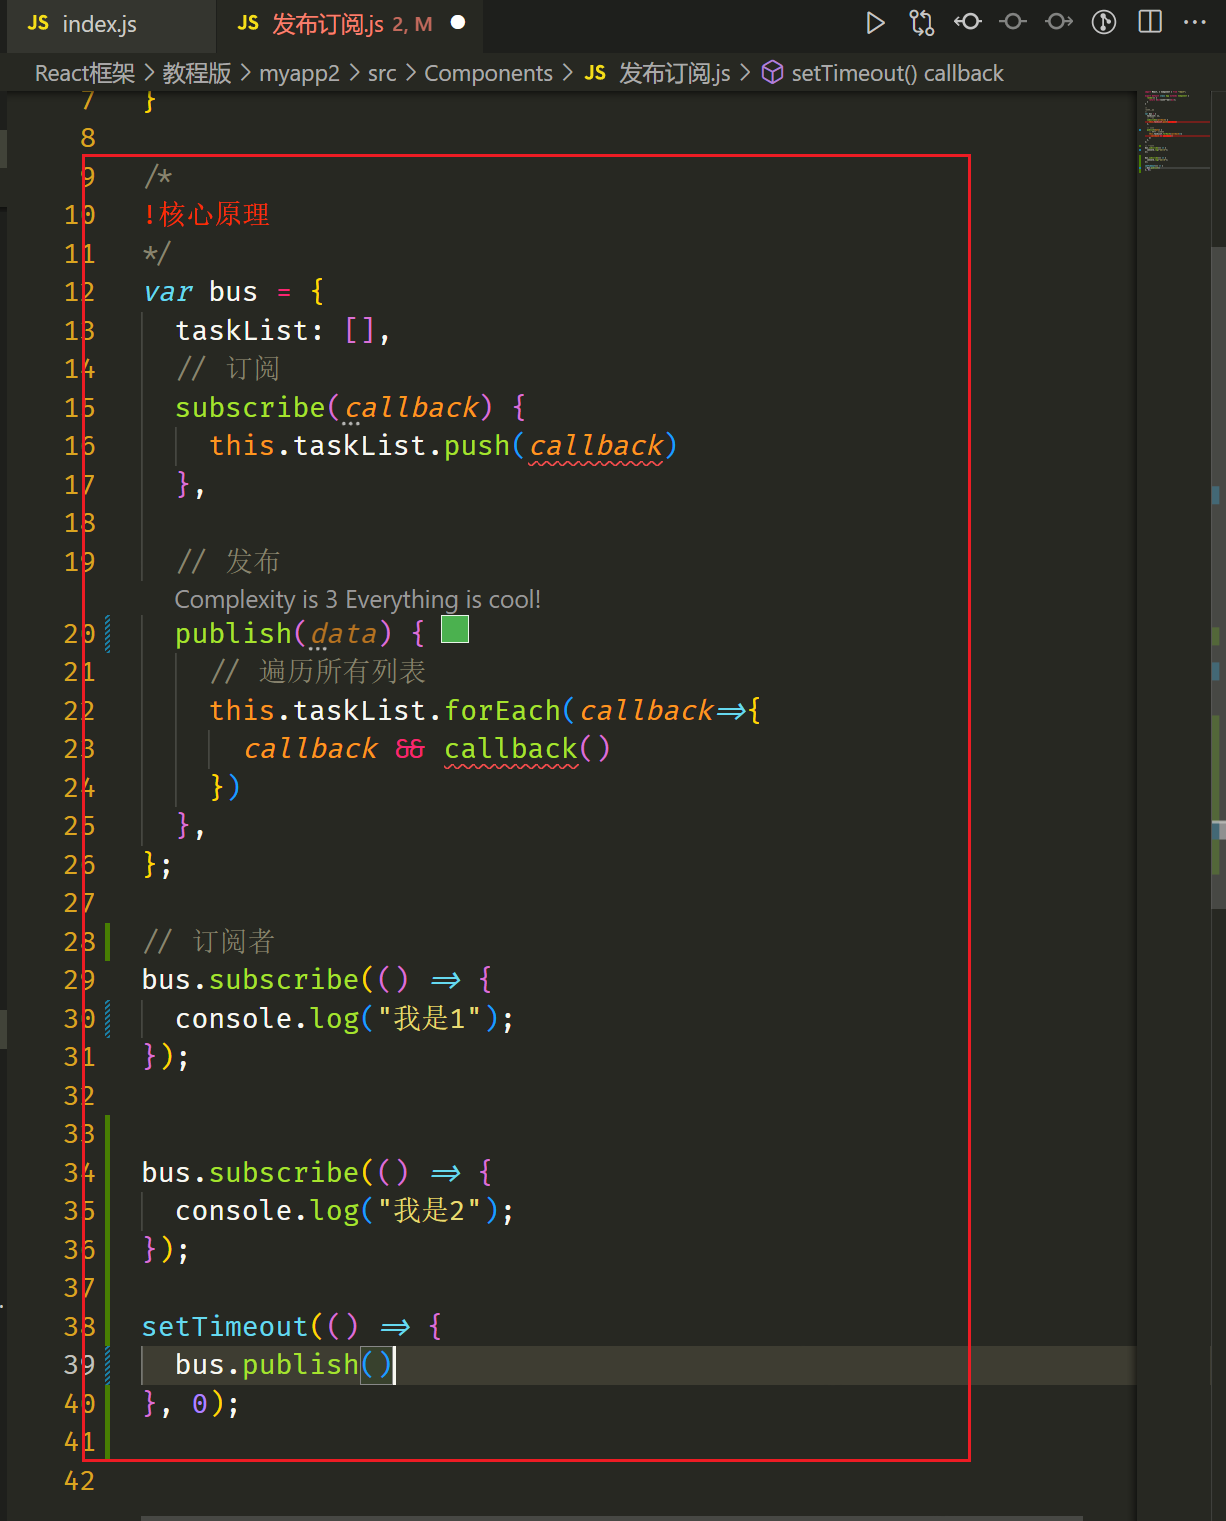 JS index.js JS 发布订阅.js 2, M
React框架 > 教程版 > myapp2 > src > Components > JS 发布订阅.js > setTimeout() callback
7 }
8
9 /*
10 !核心原理
11 */
12 var bus = {
13 taskList: [],
14 // 订阅
15 subscribe(callback) {
16 this.taskList.push(callback)
17 },
18
19 // 发布
Complexity is 3 Everything is cool!
20 publish(data) {
21 // 遍历所有列表
22 this.taskList.forEach(callback=>{
23 callback && callback()
24 })
25 },
26 };
27
28 // 订阅者
29 bus.subscribe(() => {
30 console.log("我是1");
31 });
32
33
34 bus.subscribe(() => {
35 console.log("我是2");
36 });
37
38 setTimeout(() => {
39 bus.publish()
40 }, 0);
41
42